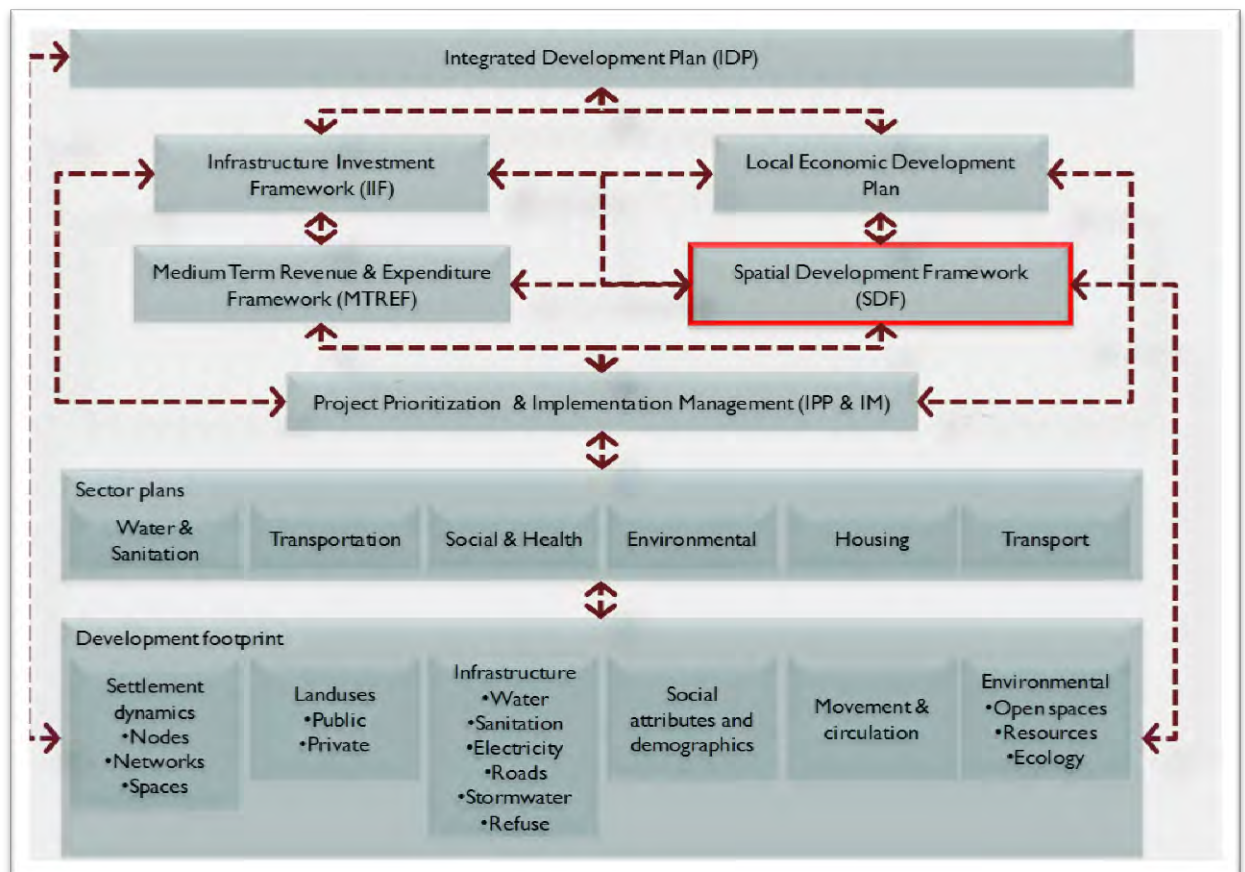 Integrated Development Plan (IDP)
Infrastructure Investment
Framework (IIF)
Local Economic Development
Plan
Medium Term Revenue & Expenditure
Framework (MTREF)
Spatial Development Framework
(SDF)
Project Prioritization & Implementation Management (IPP & IM)
Sector plans
Water &
Sanitation
Transportation
Social & Health
Environmental
Housing
Transport
Development footprint
Settlement
dynamics
•Nodes
•Networks
•Spaces
Landuses
•Public
•Private
Infrastructure
•Water
•Sanitation
•Electricity
•Roads
•Stormwater
•Refuse
Social
attributes and
demographics
Movement &
circulation
Environmental
•Open spaces
•Resources
•Ecology